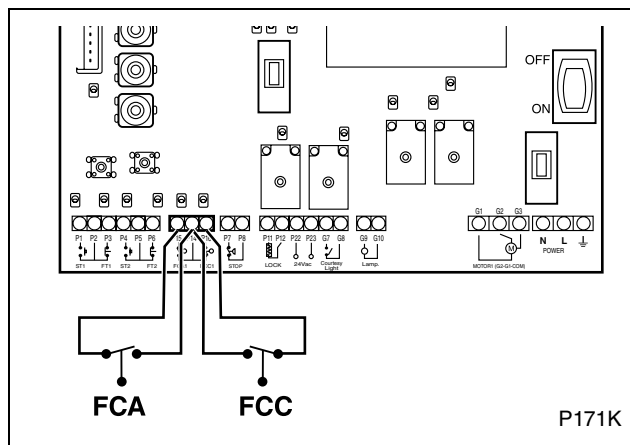 OFF
ON
G1 G2 G3
P1 P2 P3 P4 P5 P6 P7 P8 P11 P12 P22 P23 G7 G8 G9 G10
M
N L
POWER
ST1 FT1 ST2 FT2 STOP LOCK 24Vac Courtesy Light Lamp.
MOTOR1 (G2-G1-COM)
FCA FCC
P171K